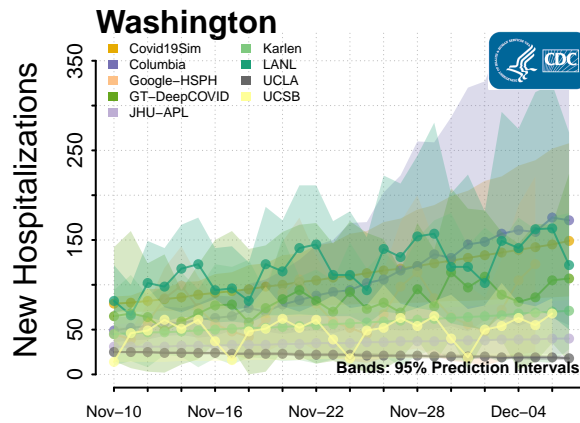 Washington
Covid19Sim
Columbia
Google−HSPH
GT−DeepCOVID
JHU−APL
Karlen
LANL
UCLA
UCSB
CDC
New Hospitalizations
350
250
150
50
0
Bands: 95% Prediction Intervals
Nov−10
Nov−16
Nov−22
Nov−28
Dec−04